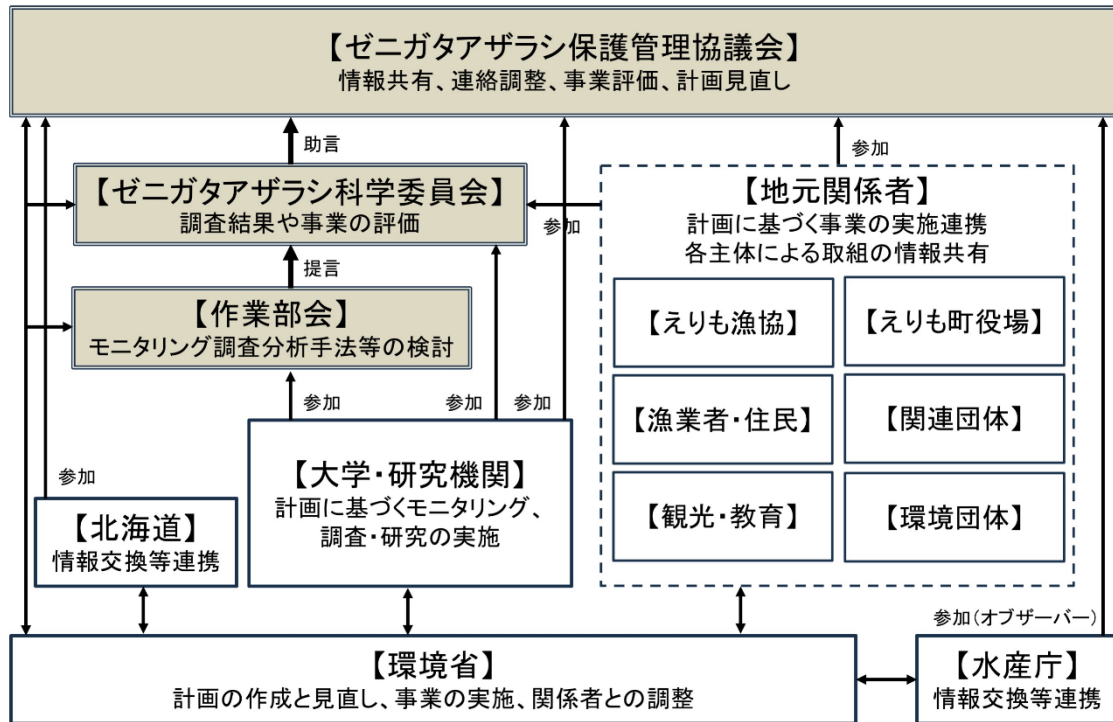 【ゼニガタアザラシ保護管理協議会】
情報共有、連絡調整、事業評価、計画見直し
助言
参加
【ゼニガタアザラシ科学委員会】
調査結果や事業の評価
参加
【地元関係者】
計画に基づく事業の実施連携
各主体による取組の情報共有
提言
【作業部会】
モニタリング調査分析手法等の検討
【えりも漁協】
【えりも町役場】
【漁業者・住民】
【関連団体】
【観光・教育】
【環境団体】
参加
参加
参加
【大学・研究機関】
計画に基づくモニタリング、
調査・研究の実施
参加
【北海道】
情報交換等連携
参加(オブザーバー)
【環境省】
計画の作成と見直し、事業の実施、関係者との調整
【水産庁】
情報交換等連携